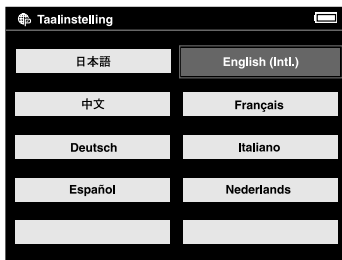 Taalinstelling
日本語
English (Intl.)
中文
Français
Deutsch
Italiano
Español
Nederlands